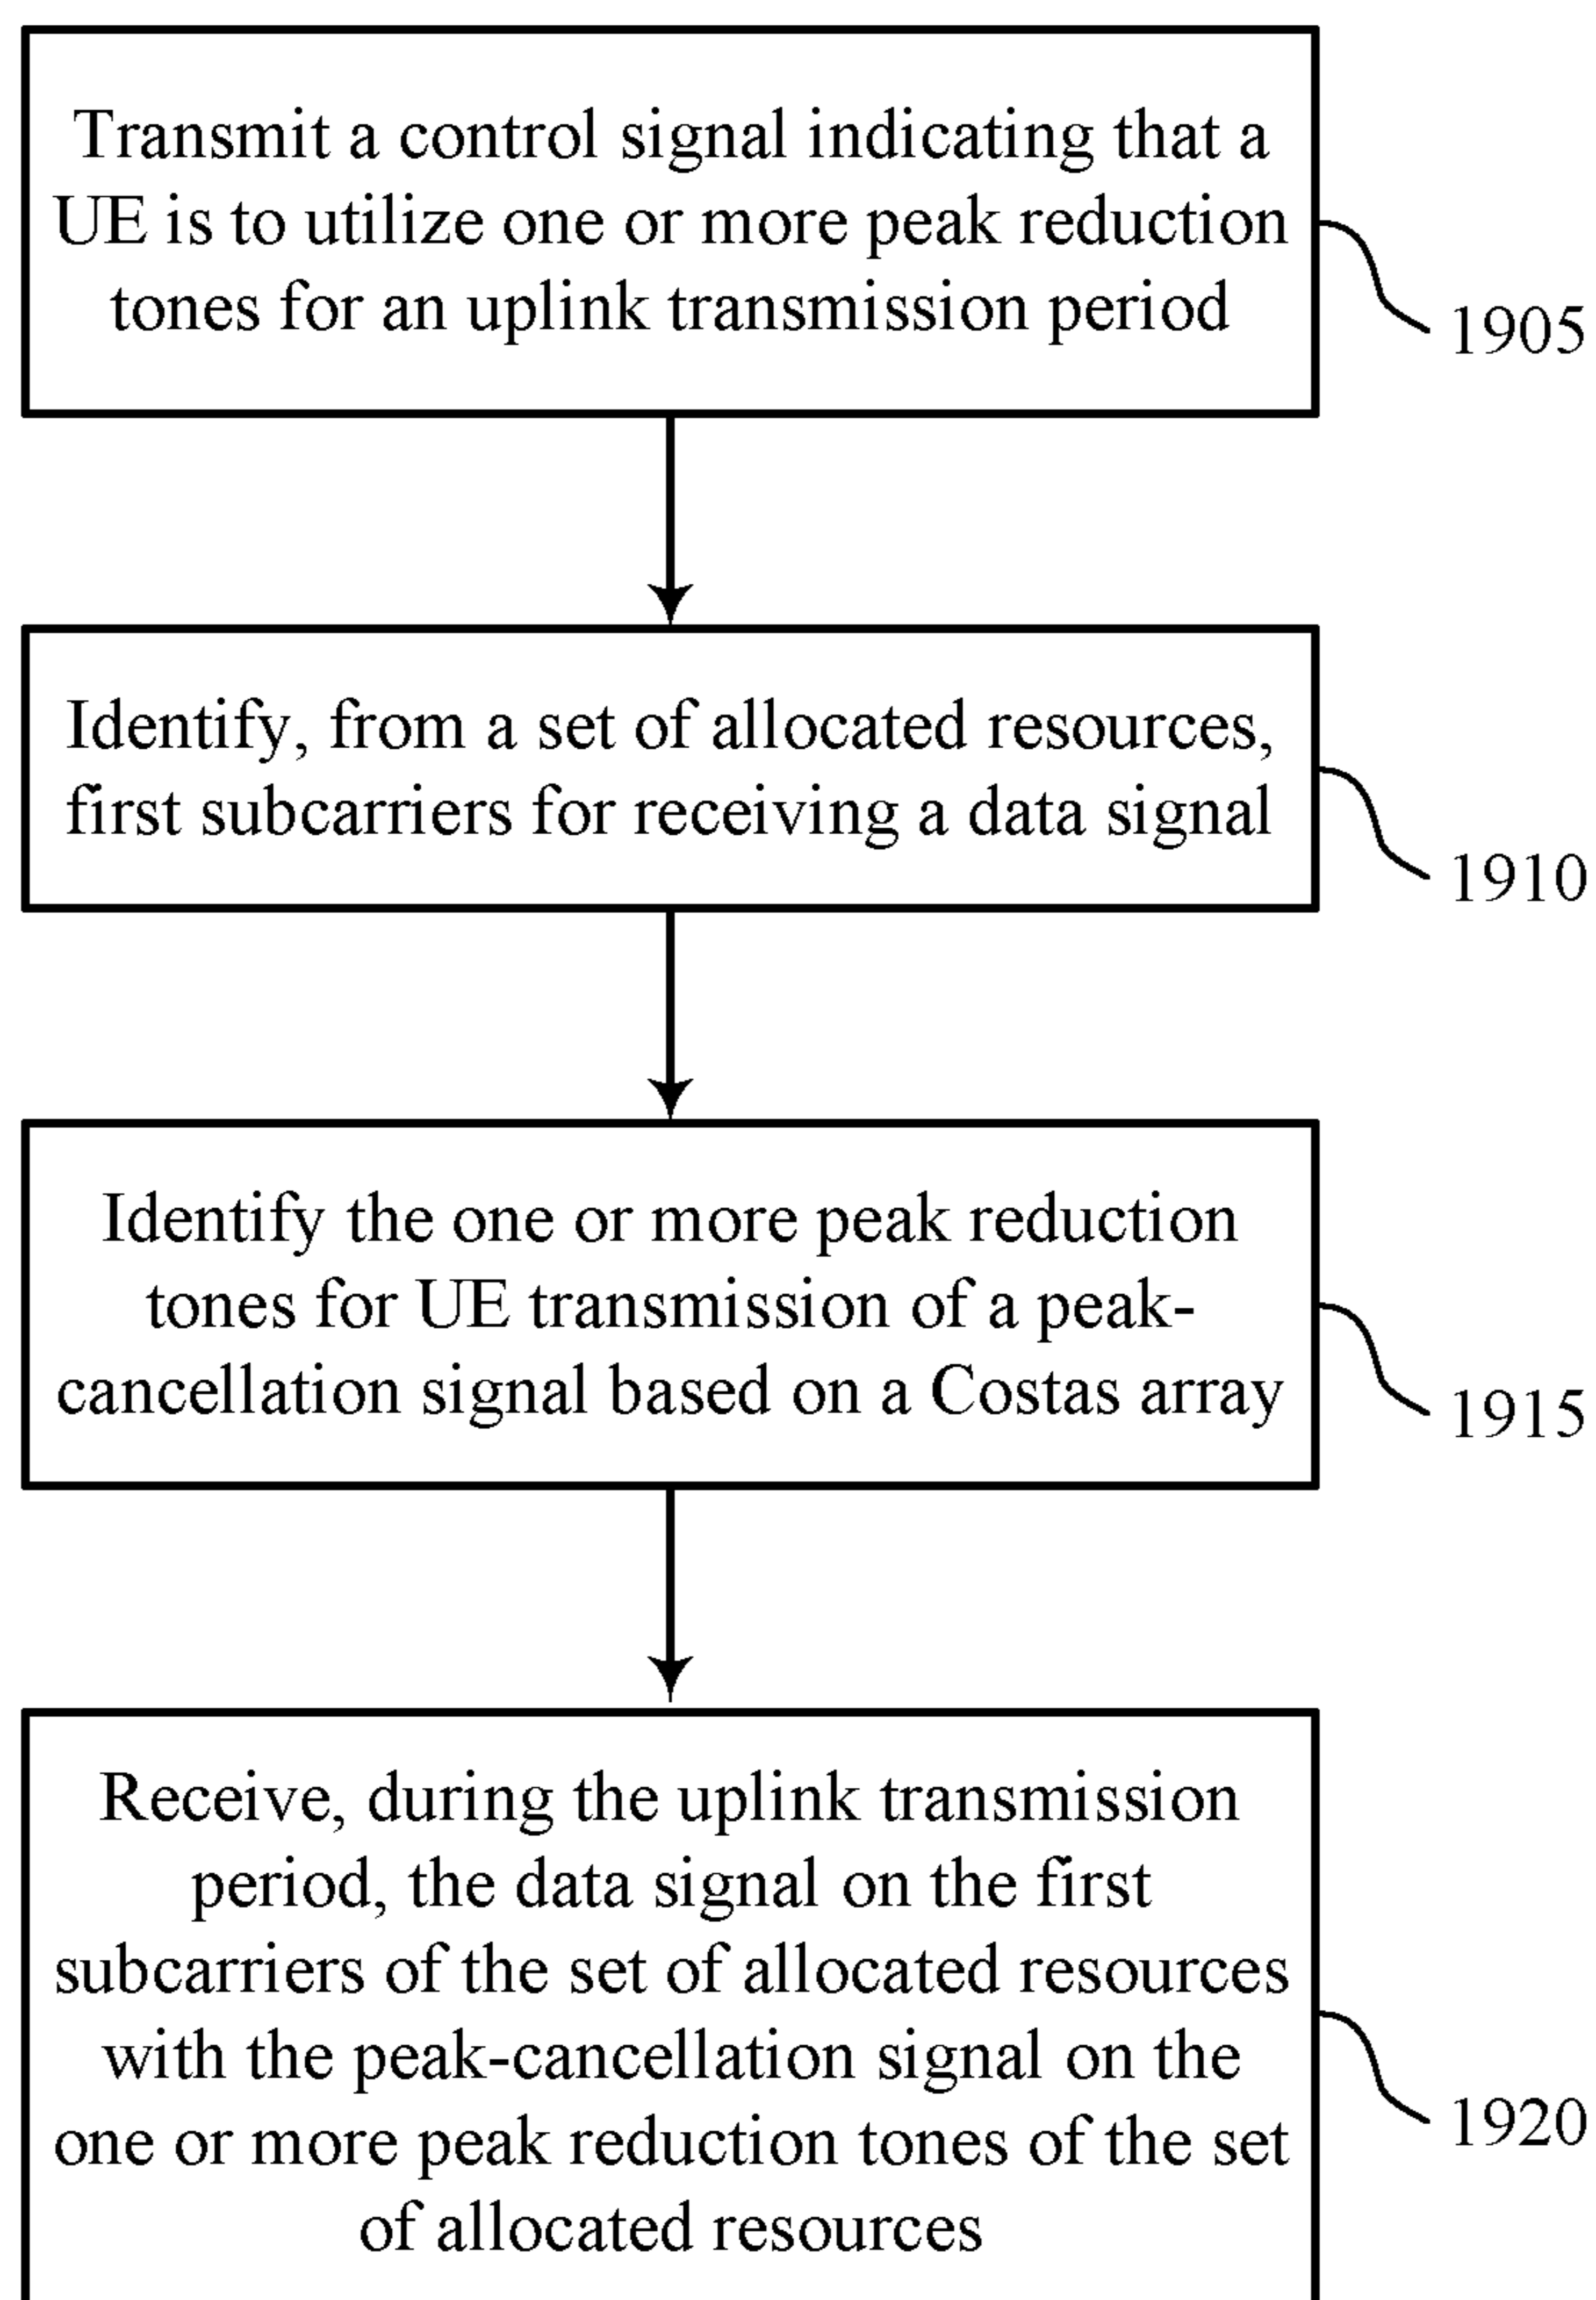 Transmit a control signal indicating that a
UE is to utilize one or more peak reduction
tones for an uplink transmission period
1905
Identify, from a set of allocated resources,
first subcarriers for receiving a data signal
1910
Identify the one or more peak reduction
tones for UE transmission of a peak-
cancellation signal based on a Costas array
1915
Receive, during the uplink transmission
period, the data signal on the first
subcarriers of the set of allocated resources
with the peak-cancellation signal on the
one or more peak reduction tones of the set
of allocated resources
1920